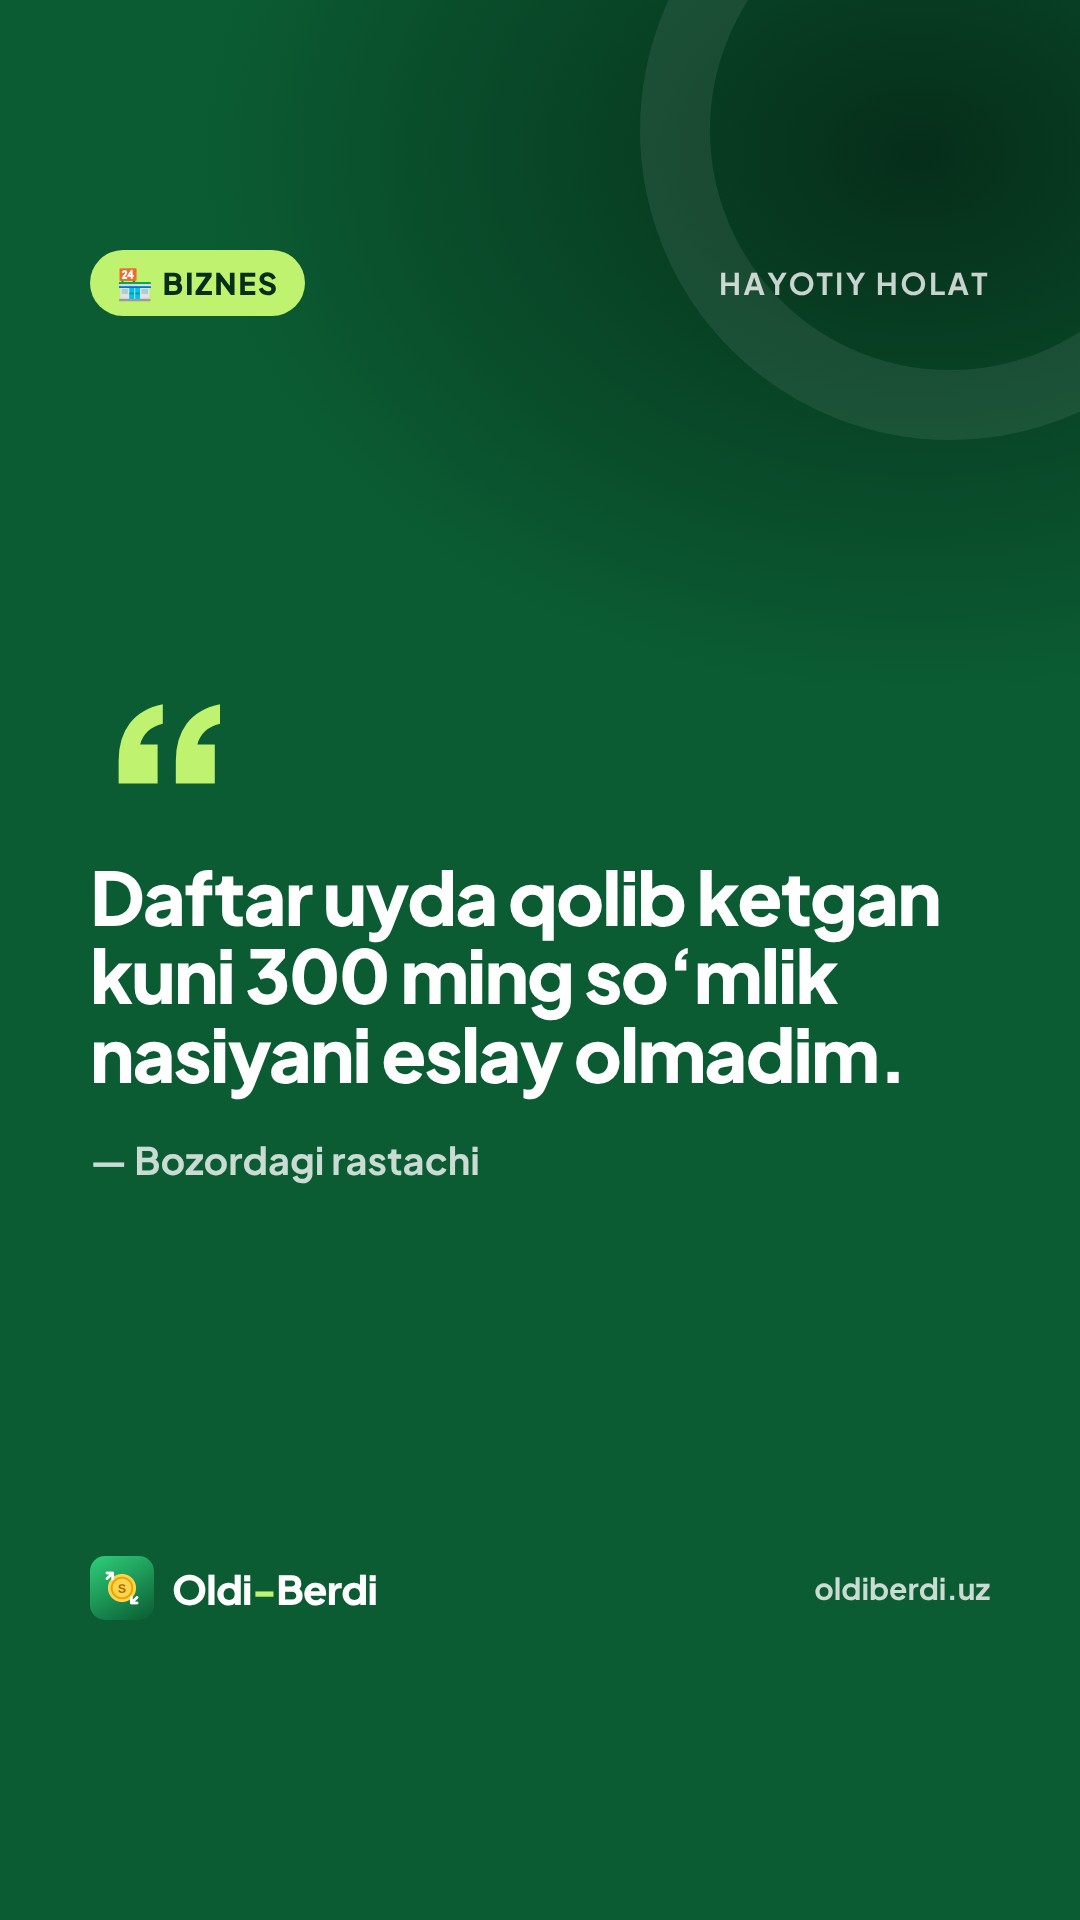 🏪 BIZNES
HAYOTIY HOLAT
“
Daftar uyda qolib ketgan
kuni 300 ming so‘mlik
nasiyani eslay olmadim.
— Bozordagi rastachi
S
Oldi-Berdi
oldiberdi.uz